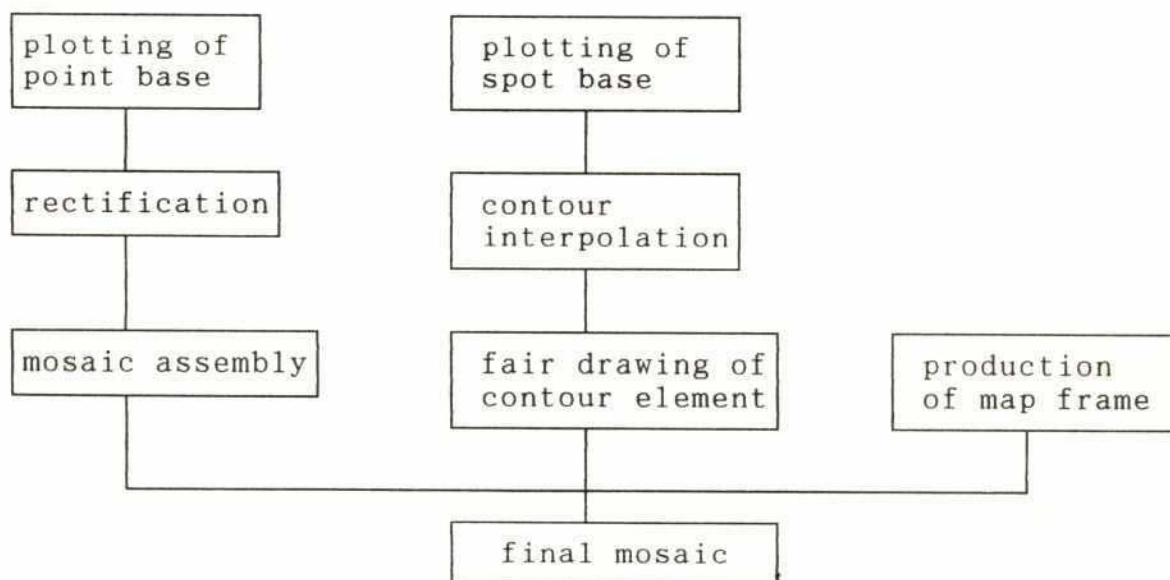 plotting of
point base
plotting of
spot base
rectification
contour
interpolation
mosaic assembly
fair drawing of
contour element
production
of map frame
final mosaic